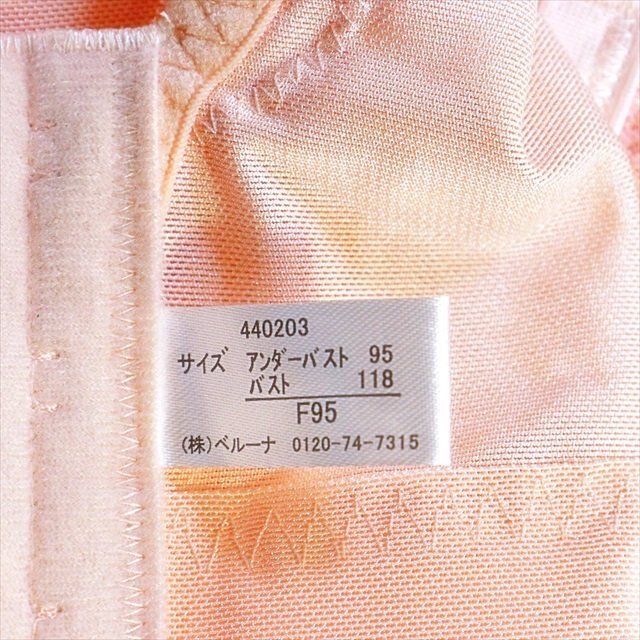 440203
サイズ アンダーバスト 95
バスト 118
F95
(株)ベルーナ 0120-74-7315